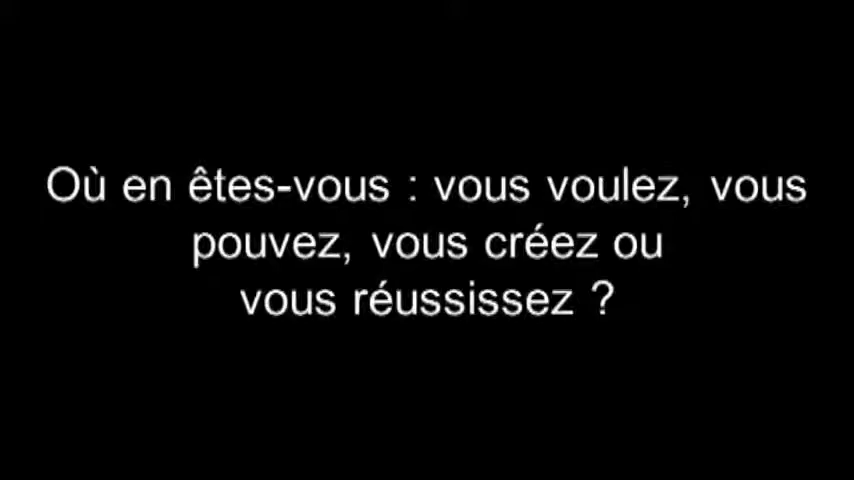 Où en êtes-vous : vous voulez, vous
pouvez, vous créez ou
vous réussissez ?